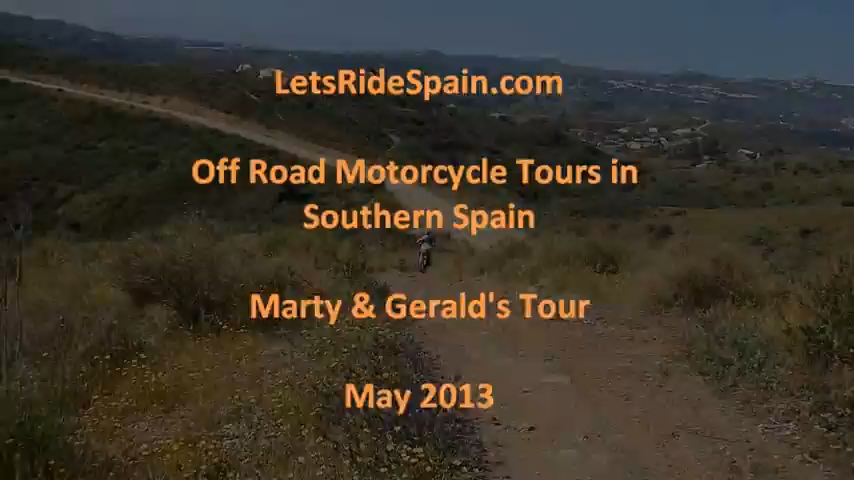 LetsRideSpain.com
Off Road Motorcycle Tours in
Southern Spain
Marty & Gerald's Tour
May 2013